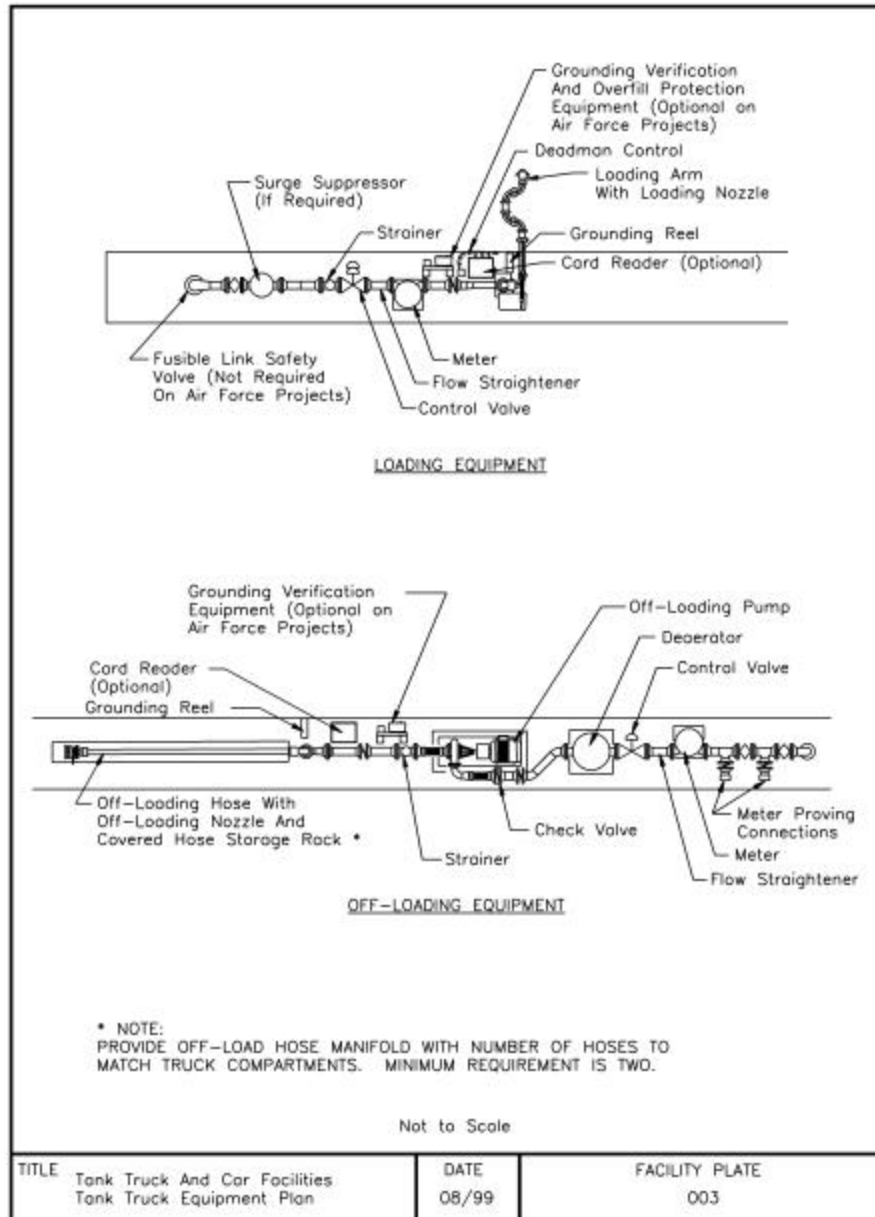 Grounding Verification
And Overfill Protection
Equipment (Optional on
Air Force Projects)
Deadman Control
Loading Arm
With Loading Nozzle
Surge Suppressor
(If Required)
Strainer
Grounding Reel
Card Reader (Optional)
Fusible Link Safety
Valve (Not Required
On Air Force Projects)
Meter
Flow Straightener
Control Valve
LOADING EQUIPMENT
Grounding Verification
Equipment (Optional on
Air Force Projects)
Off-Loading Pump
Deaerator
Control Valve
Card Reader
(Optional)
Grounding Reel
Off-Loading Hose With
Off-Loading Nozzle And
Covered Hose Storage Rack *
Check Valve
Strainer
Meter Proving
Connections
Meter
Flow Straightener
OFF-LOADING EQUIPMENT
* NOTE:
PROVIDE OFF-LOAD HOSE MANIFOLD WITH NUMBER OF HOSES TO
MATCH TRUCK COMPARTMENTS. MINIMUM REQUIREMENT IS TWO.
Not to Scale
TITLE
Tank Truck And Car Facilities
Tank Truck Equipment Plan
DATE
08/99
FACILITY PLATE
003